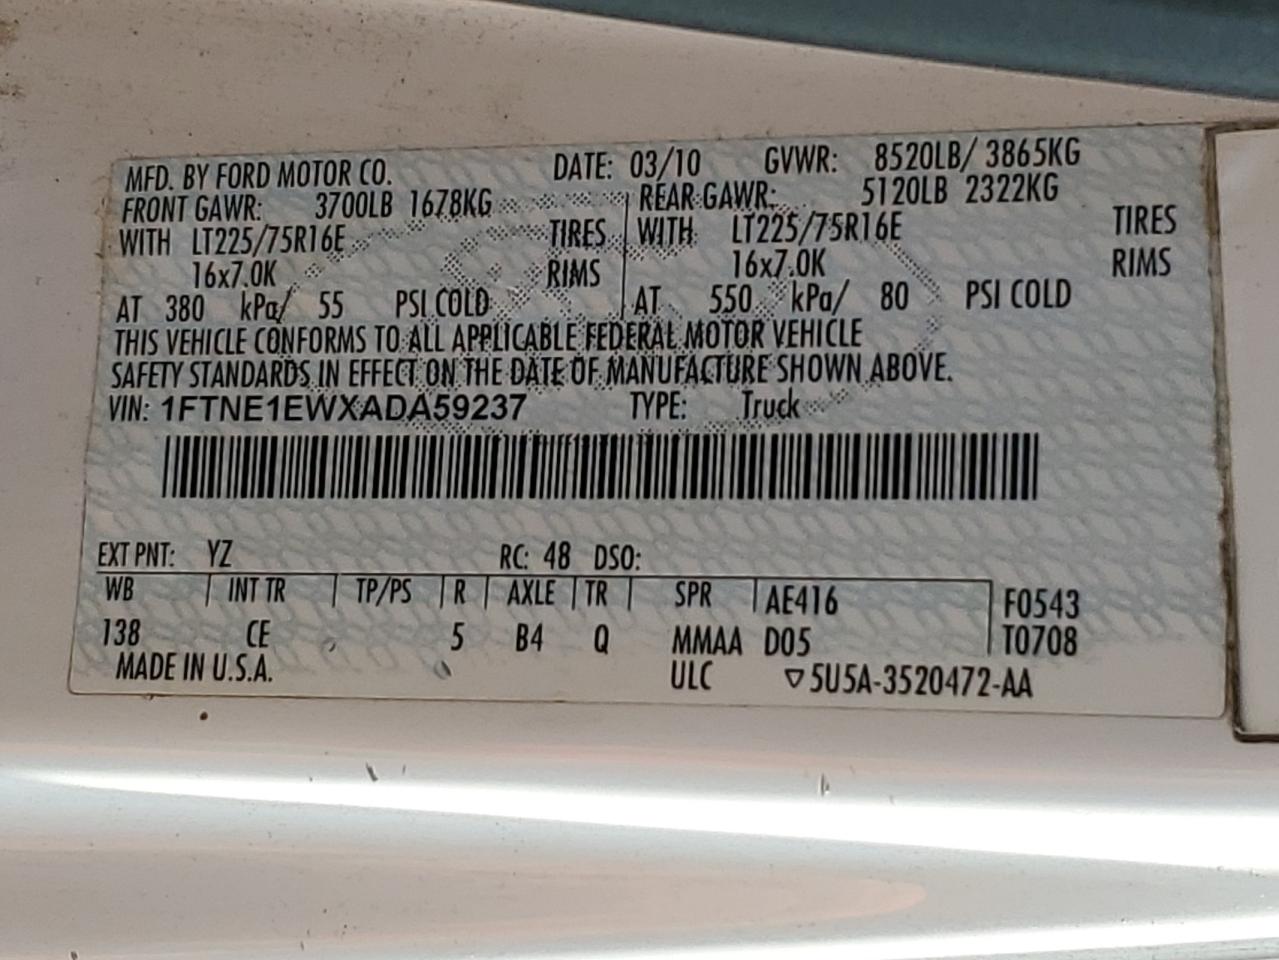 MFD. BY FORD MOTOR CO. DATE: 03/10 GVWR: 8520LB/ 3865KG
FRONT GAWR: 3700LB 1678KG REAR GAWR: 5120LB 2322KG
WITH LT225/75R16E TIRES WITH LT225/75R16E TIRES
16x7.0K RIMS 16x7.0K RIMS
AT 380 kPa/ 55 PSI COLD AT 550 kPa/ 80 PSI COLD
THIS VEHICLE CONFORMS TO ALL APPLICABLE FEDERAL MOTOR VEHICLE
SAFETY STANDARDS IN EFFECT ON THE DATE OF MANUFACTURE SHOWN ABOVE.
VIN: 1FTNE1EWXADA59237 TYPE: Truck
EXT PNT: YZ RC: 48 DSO:
WB INT TR TP/PS R AXLE TR SPR AE416 F0543
138 CE 5 B4 Q MMAA D05 T0708
MADE IN U.S.A. ULC ▽5U5A-3520472-AA